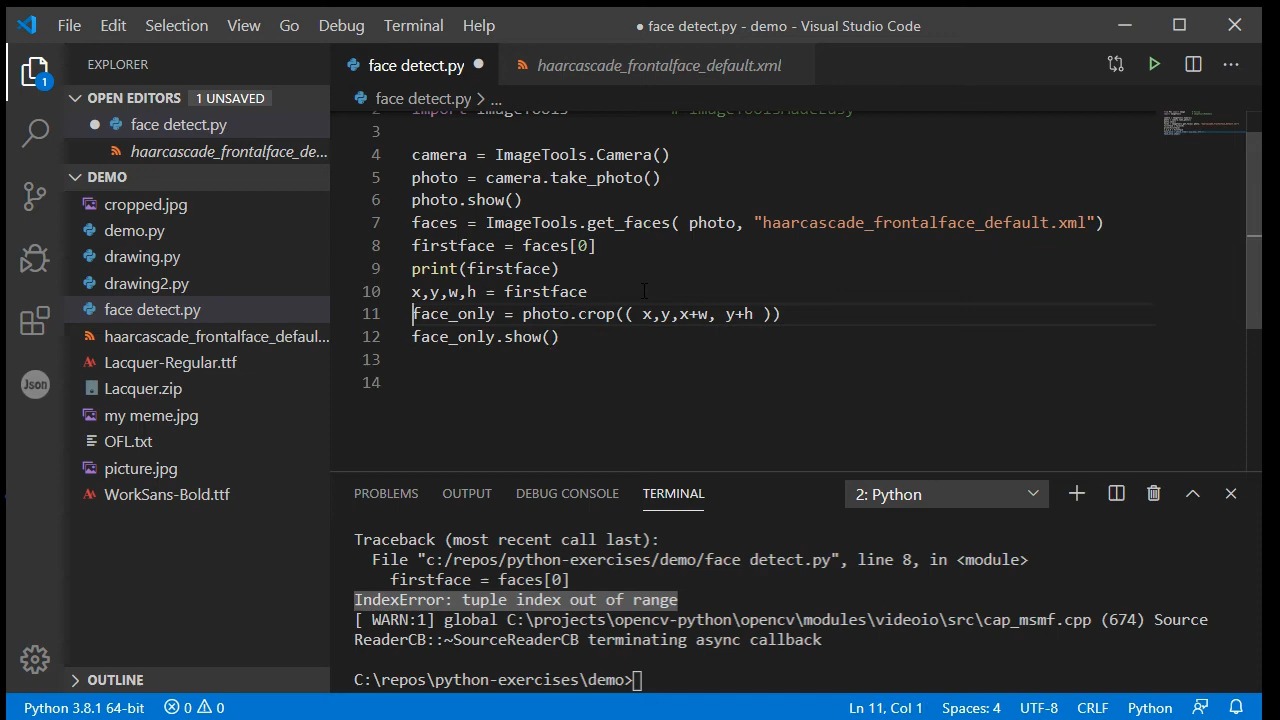 File Edit Selection View Go Debug Terminal Help ● face detect.py - demo - Visual Studio Code
EXPLORER
OPEN EDITORS 1 UNSAVED
face detect.py
haarcascade_frontalface_de...
DEMO
cropped.jpg
demo.py
drawing.py
drawing2.py
face detect.py
haarcascade_frontalface_defaul...
Lacquer-Regular.ttf
Lacquer.zip
my meme.jpg
OFL.txt
picture.jpg
WorkSans-Bold.ttf
OUTLINE
1
Json
face detect.py haarcascade_frontalface_default.xml
face detect.py > ...
2 import ImageTools # ImageToolsMadeEasy
3
4 camera = ImageTools.Camera()
5 photo = camera.take_photo()
6 photo.show()
7 faces = ImageTools.get_faces( photo, "haarcascade_frontalface_default.xml")
8 firstface = faces[0]
9 print(firstface)
10 x,y,w,h = firstface
11 face_only = photo.crop(( x,y,x+w, y+h ))
12 face_only.show()
13
14
PROBLEMS OUTPUT DEBUG CONSOLE TERMINAL 2: Python
Traceback (most recent call last):
File "c:/repos/python-exercises/demo/face detect.py", line 8, in <module>
firstface = faces[0]
IndexError: tuple index out of range
[ WARN:1] global C:\projects\opencv-python\opencv\modules\videoio\src\cap_msmf.cpp (674) Source
ReaderCB::~SourceReaderCB terminating async callback
C:\repos\python-exercises\demo>
Python 3.8.1 64-bit 0 0 Ln 11, Col 1 Spaces: 4 UTF-8 CRLF Python